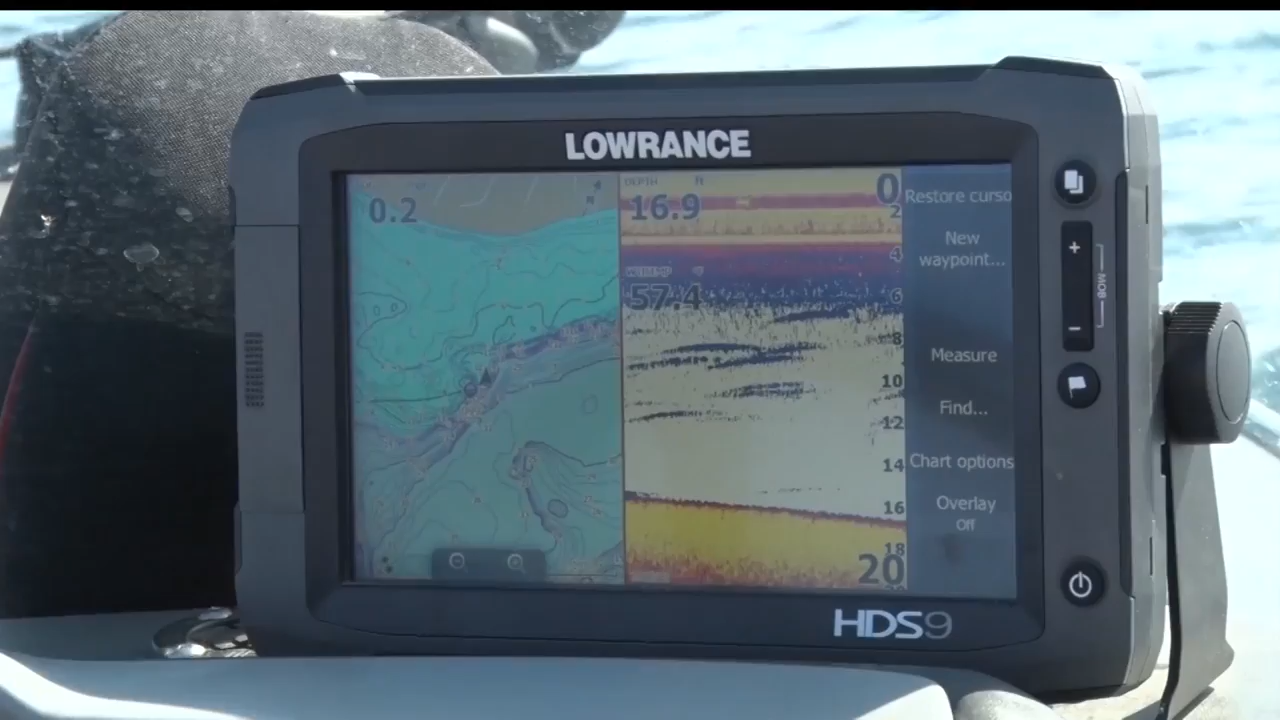 LOWRANCE
0.2
DEPTH ft
16.9
0
2
4
6
8
10
12
14
16
18
20
57.4
Restore curso
New
waypoint...
Measure
Find...
Chart options
Overlay
Off
+
MOB
-
HDS9